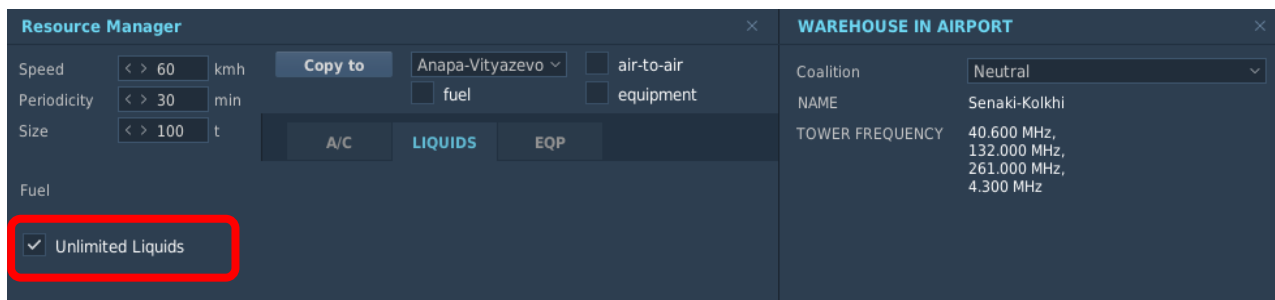 Resource Manager
Speed < > 60 kmh
Periodicity < > 30 min
Size < > 100 t
Copy to Anapa-Vityazevo air-to-air
fuel equipment
A/C LIQUIDS EQP
Fuel
Unlimited Liquids
WAREHOUSE IN AIRPORT
Coalition Neutral
NAME Senaki-Kolkhi
TOWER FREQUENCY 40.600 MHz,
132.000 MHz,
261.000 MHz,
4.300 MHz